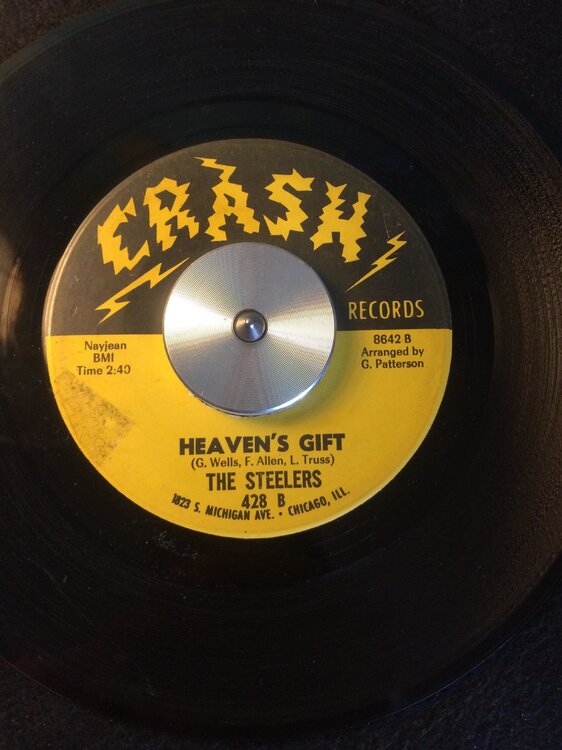 CRASH
RECORDS
Nayjean
BMI
Time 2:40
8642 B
Arranged by
G. Patterson
HEAVEN'S GIFT
(G. Wells, F. Allen, L. Truss)
THE STEELERS
428 B
1823 S. MICHIGAN AVE. • CHICAGO, ILL.